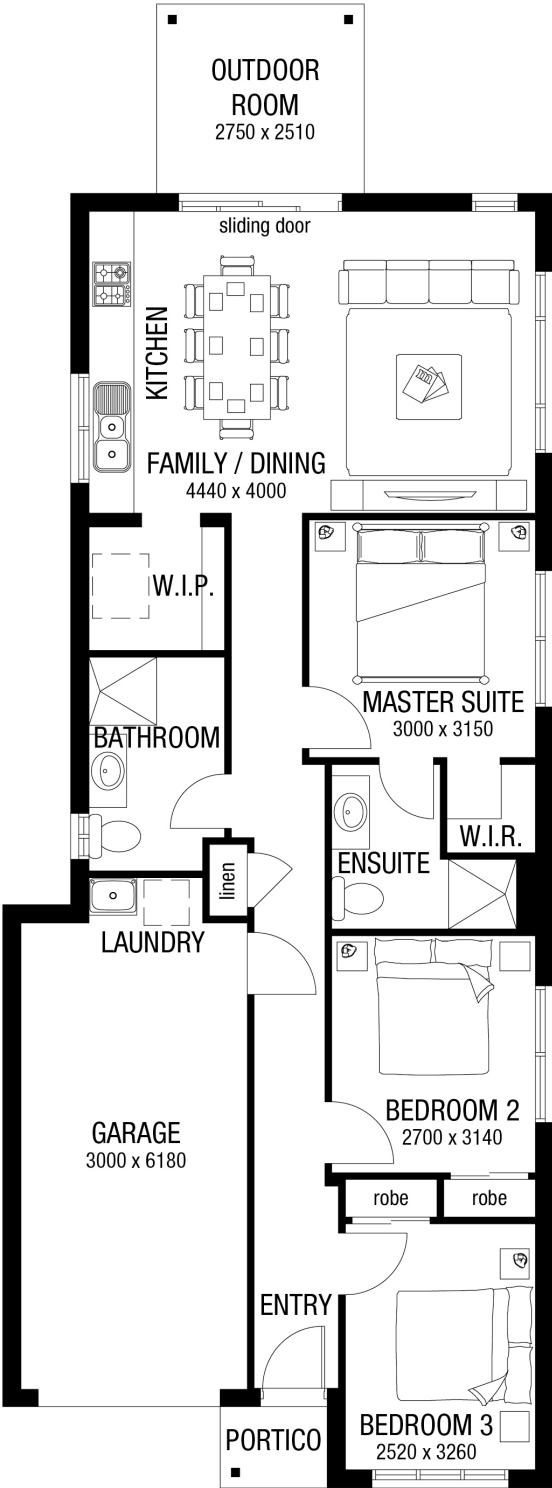 OUTDOOR
ROOM
2750 x 2510
sliding door
KITCHEN
FAMILY / DINING
4440 x 4000
W.I.P.
MASTER SUITE
3000 x 3150
BATHROOM
W.I.R.
ENSUITE
linen
LAUNDRY
BEDROOM 2
2700 x 3140
GARAGE
3000 x 6180
robe
robe
ENTRY
BEDROOM 3
2520 x 3260
PORTICO